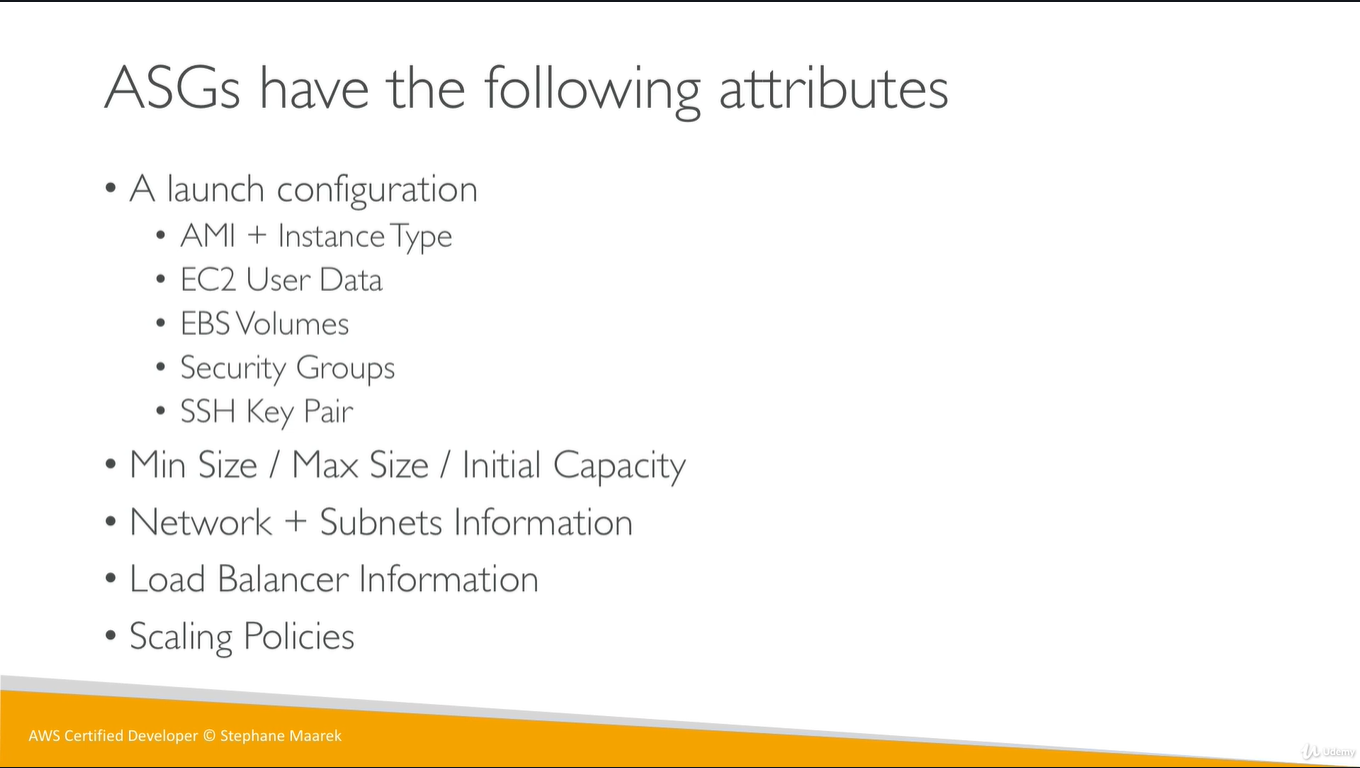 ASGs have the following attributes
• A launch configuration
• AMI + Instance Type
• EC2 User Data
• EBS Volumes
• Security Groups
• SSH Key Pair
• Min Size / Max Size / Initial Capacity
• Network + Subnets Information
• Load Balancer Information
• Scaling Policies
AWS Certified Developer © Stephane Maarek
Udemy